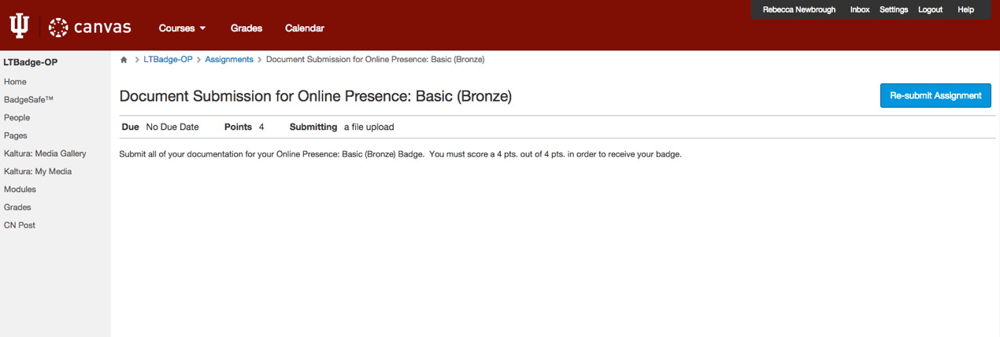 Rebecca Newbrough Inbox Settings Logout Help
canvas Courses Grades Calendar
LTBadge-OP
Home
BadgeSafe™
People
Pages
Kaltura: Media Gallery
Kaltura: My Media
Modules
Grades
CN Post
LTBadge-OP > Assignments > Document Submission for Online Presence: Basic (Bronze)
Document Submission for Online Presence: Basic (Bronze)
Re-submit Assignment
Due No Due Date Points 4 Submitting a file upload
Submit all of your documentation for your Online Presence: Basic (Bronze) Badge. You must score a 4 pts. out of 4 pts. in order to receive your badge.